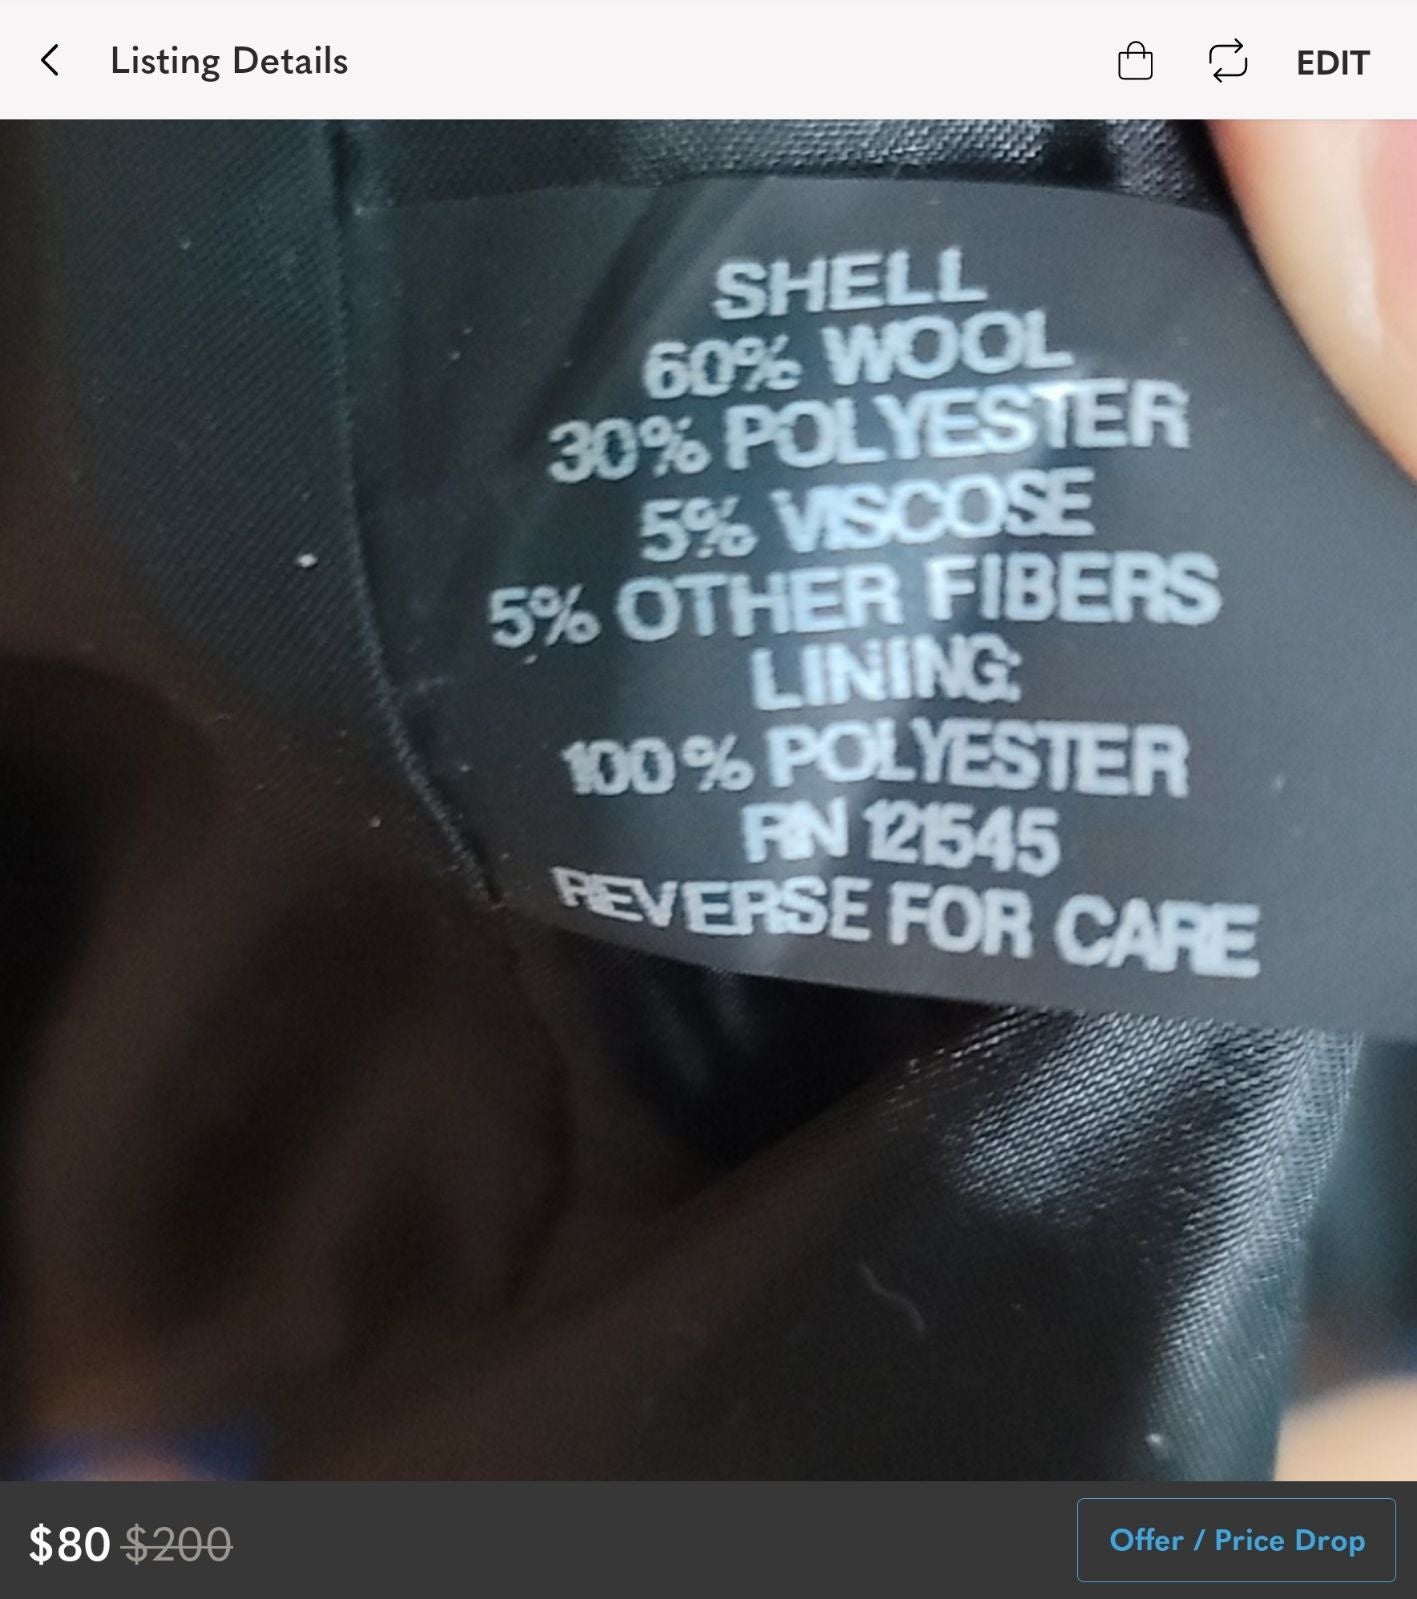 Listing Details
EDIT
SHELL
60% WOOL
30% POLYESTER
5% VISCOSE
5% OTHER FIBERS
LINING:
100% POLYESTER
RN 121545
REVERSE FOR CARE
$80 $200
Offer / Price Drop